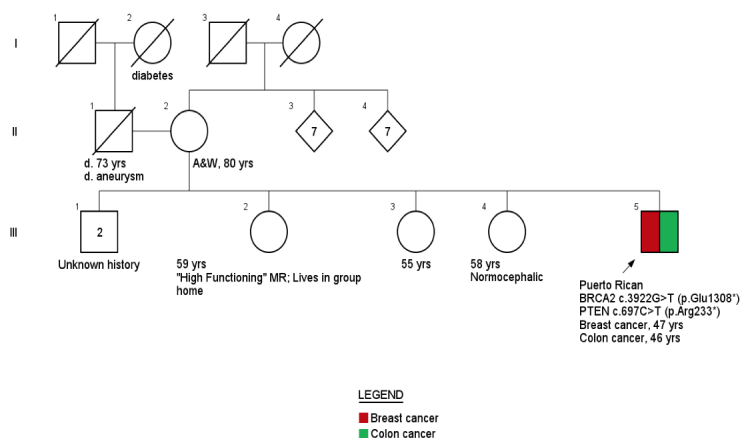 1
2
3
4
I
diabetes
1
2
3
4
II
7
7
d. 73 yrs
d. aneurysm
A&W, 80 yrs
1
2
3
4
5
III
2
Unknown history
59 yrs
"High Functioning" MR; Lives in group
home
55 yrs
58 yrs
Normocephalic
Puerto Rican
BRCA2 c.3922G>T (p.Glu1308*)
PTEN c.697C>T (p.Arg233*)
Breast cancer, 47 yrs
Colon cancer, 46 yrs
LEGEND
Breast cancer
Colon cancer